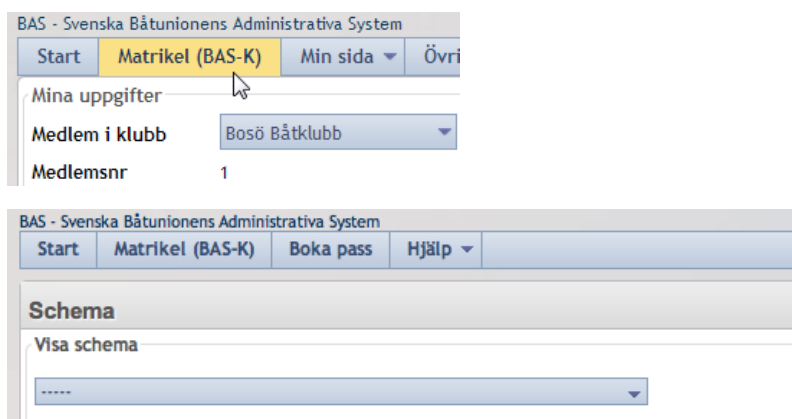 BAS - Svenska Båtunionens Administrativa System
Start Matrikel (BAS-K) Min sida Övri
Mina uppgifter
Medlem i klubb Bosö Båtklubb
Medlemsnr 1
BAS - Svenska Båtunionens Administrativa System
Start Matrikel (BAS-K) Boka pass Hjälp
Schema
Visa schema
-----